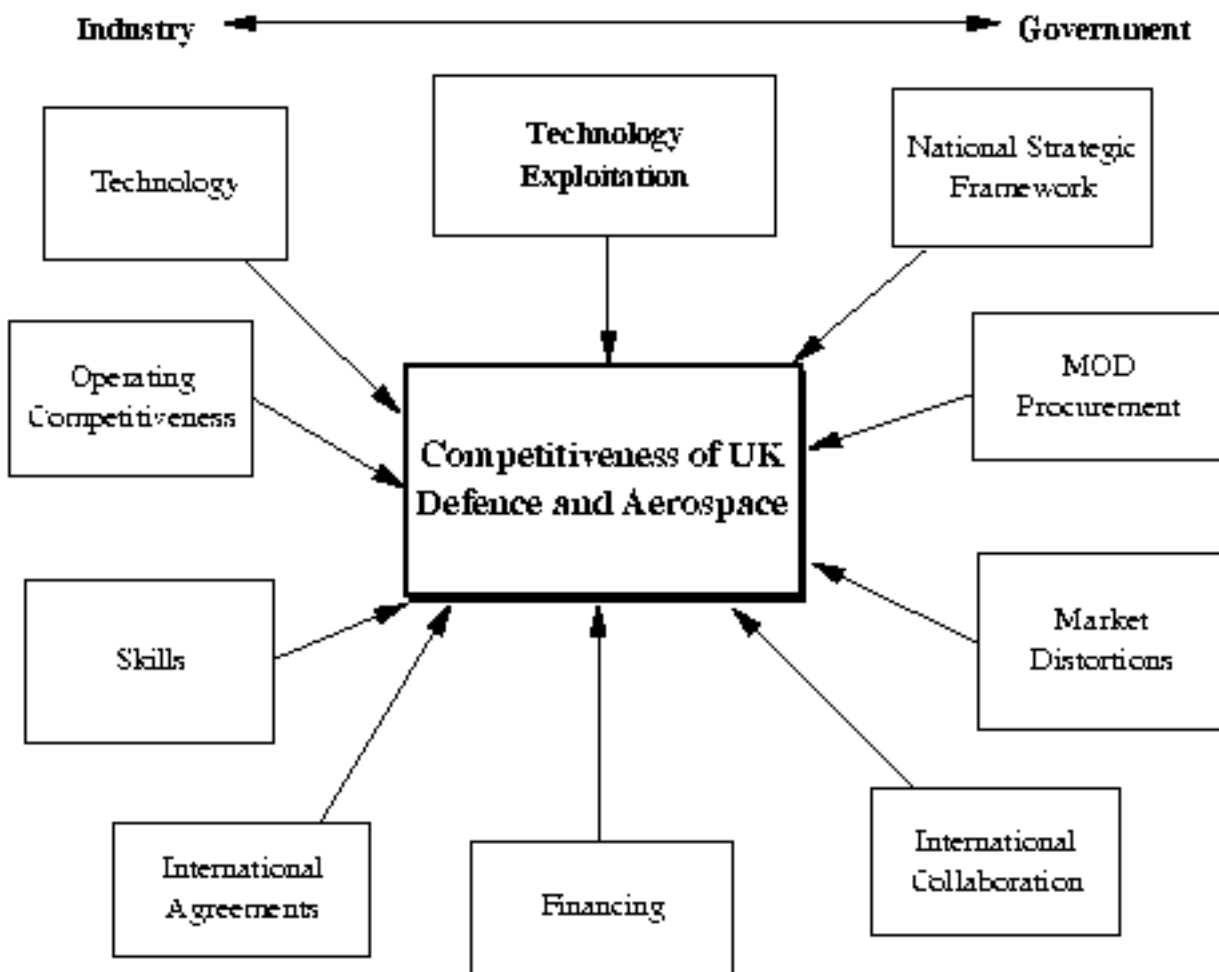 Industry
Government
Technology
Technology
Exploitation
National Strategic
Framework
Operating
Competitiveness
MOD
Procurement
Competitiveness of UK
Defence and Aerospace
Skills
Market
Distortions
International
Agreements
Financing
International
Collaboration